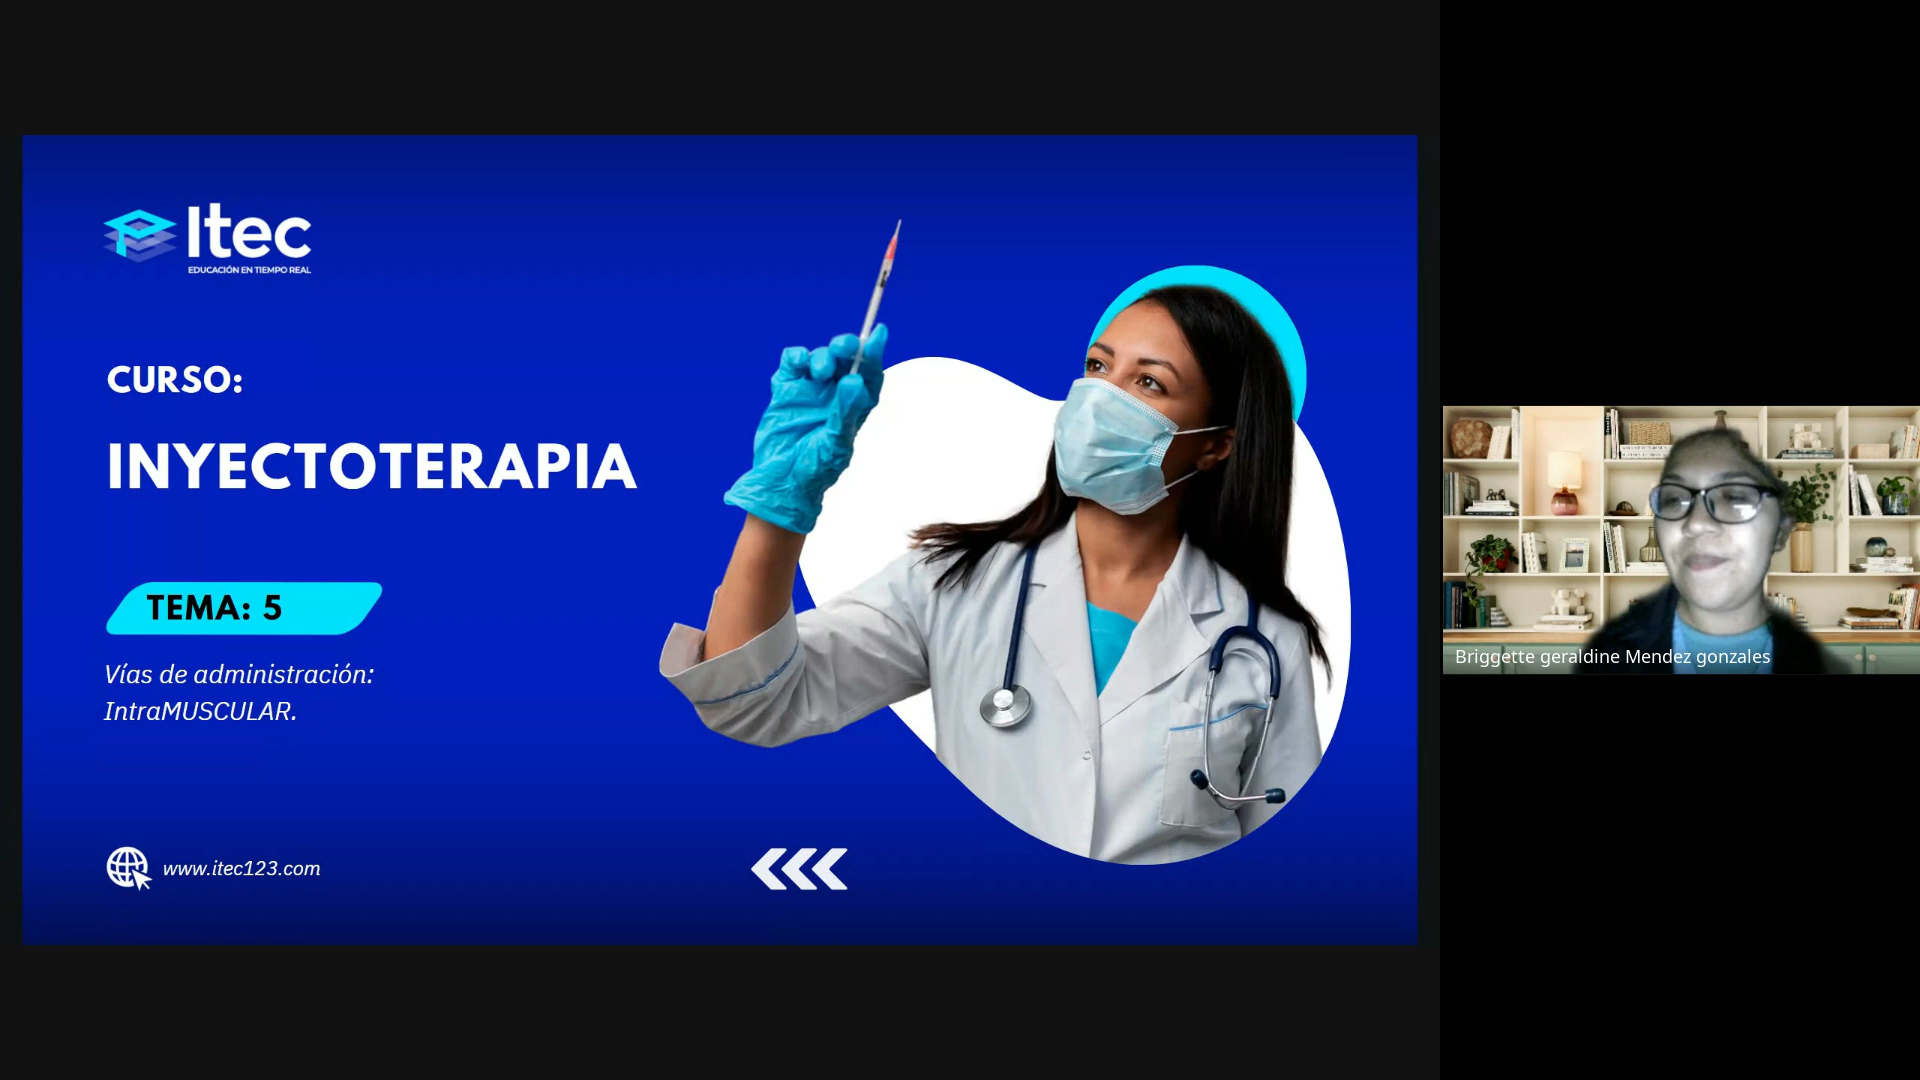 Itec
EDUCACIÓN EN TIEMPO REAL
CURSO:
INYECTOTERAPIA
TEMA: 5
Vías de administración:
IntraMUSCULAR.
www.itec123.com
Briggette geraldine Mendez gonzales